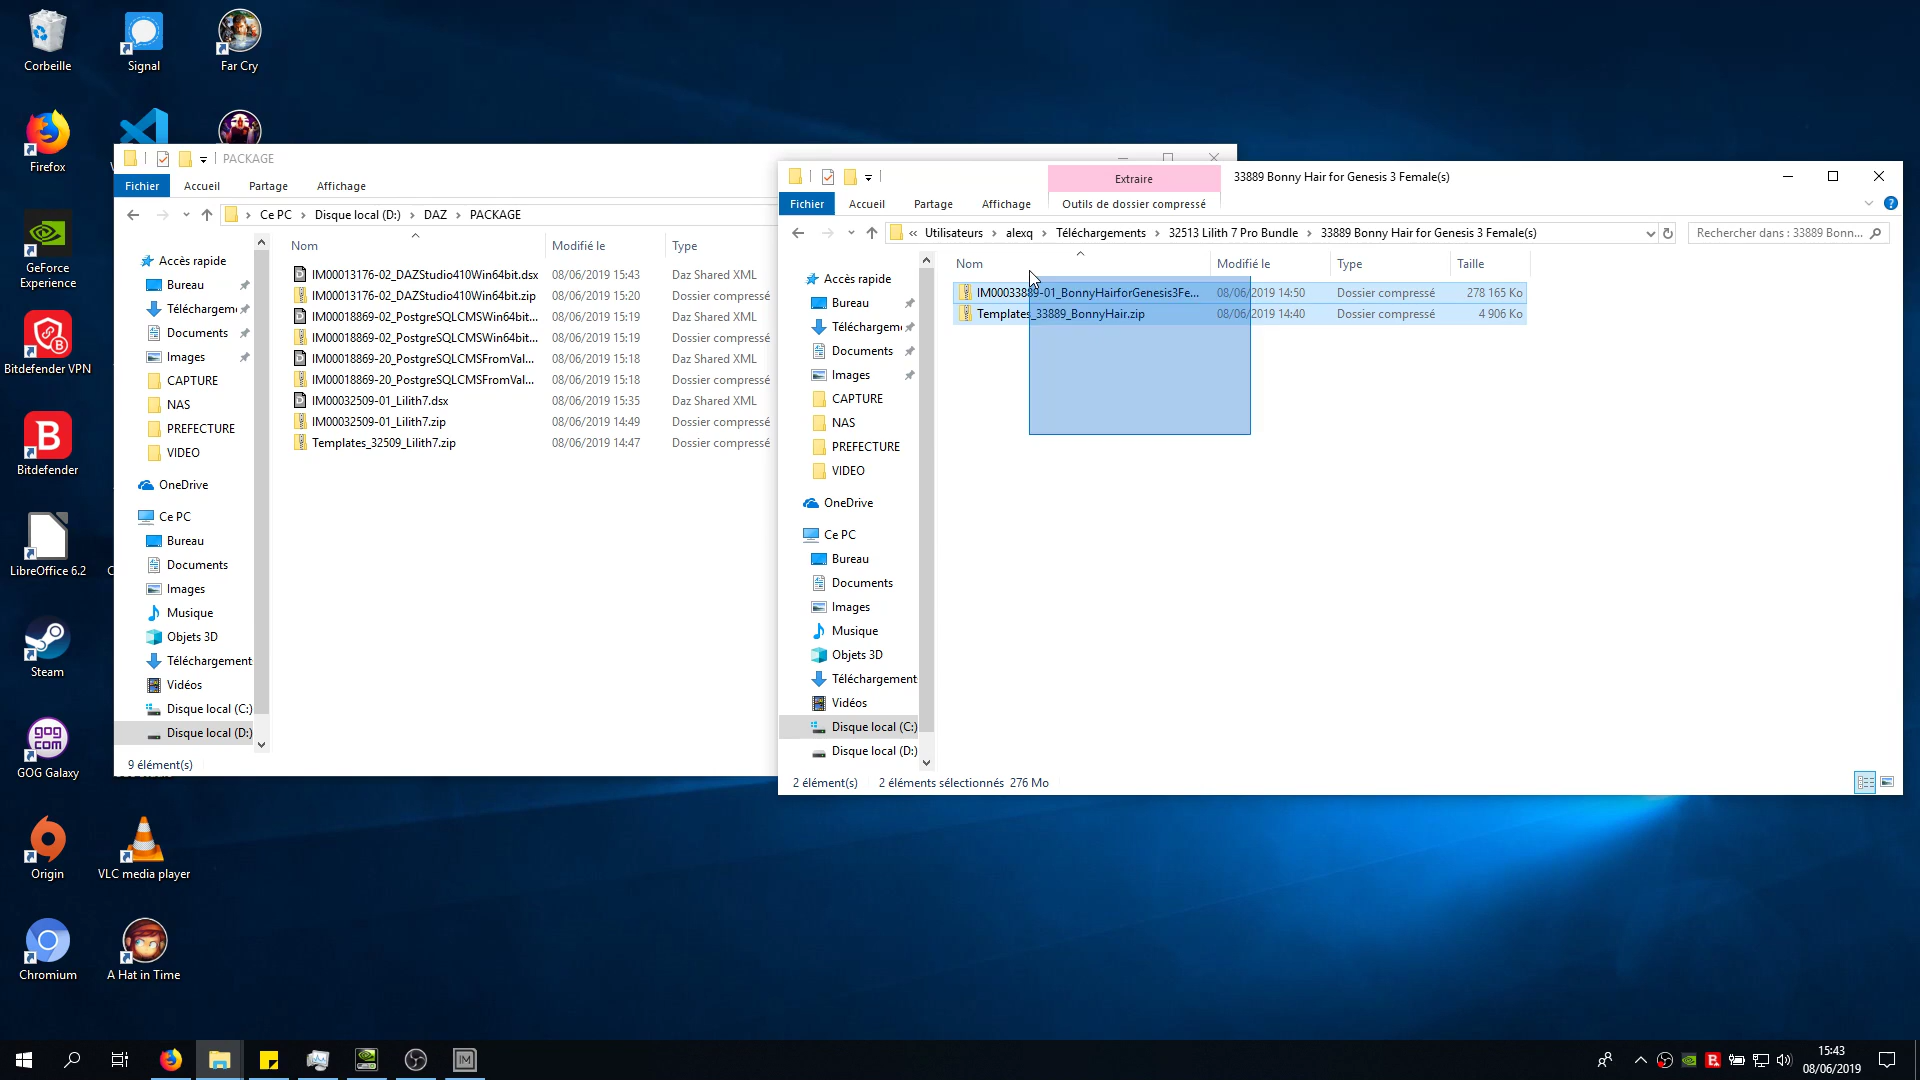 Corbeille
Signal
Far Cry
Firefox
GeForce
Experience
Bitdefender VPN
Bitdefender
LibreOffice 6.2
Steam
GOG Galaxy
Origin
VLC media player
Chromium
A Hat in Time
PACKAGE
Fichier Accueil Partage Affichage
Ce PC Disque local (D:) DAZ PACKAGE
Nom Modifié le Type
Accès rapide
Bureau
Téléchargem
Documents
Images
CAPTURE
NAS
PREFECTURE
VIDEO
OneDrive
Ce PC
Bureau
Documents
Images
Musique
Objets 3D
Téléchargement
Vidéos
Disque local (C:)
Disque local (D:)
IM00013176-02_DAZStudio410Win64bit.dsx 08/06/2019 15:43 Daz Shared XML
IM00013176-02_DAZStudio410Win64bit.zip 08/06/2019 15:20 Dossier compressé
IM00018869-02_PostgreSQLCMSWin64bit... 08/06/2019 15:19 Daz Shared XML
IM00018869-02_PostgreSQLCMSWin64bit... 08/06/2019 15:19 Dossier compressé
IM00018869-20_PostgreSQLCMSFromVal... 08/06/2019 15:18 Daz Shared XML
IM00018869-20_PostgreSQLCMSFromVal... 08/06/2019 15:18 Dossier compressé
IM00032509-01_Lilith7.dsx 08/06/2019 15:35 Daz Shared XML
IM00032509-01_Lilith7.zip 08/06/2019 14:49 Dossier compressé
Templates_32509_Lilith7.zip 08/06/2019 14:47 Dossier compressé
9 élément(s)
Extraire 33889 Bonny Hair for Genesis 3 Female(s)
Fichier Accueil Partage Affichage Outils de dossier compressé
« Utilisateurs alexq Téléchargements 32513 Lilith 7 Pro Bundle 33889 Bonny Hair for Genesis 3 Female(s)
Rechercher dans : 33889 Bonn...
Nom Modifié le Type Taille
Accès rapide
Bureau
Téléchargem
Documents
Images
CAPTURE
NAS
PREFECTURE
VIDEO
OneDrive
Ce PC
Bureau
Documents
Images
Musique
Objets 3D
Téléchargement
Vidéos
Disque local (C:)
Disque local (D:)
IM00033889-01_BonnyHairforGenesis3Fe... 08/06/2019 14:50 Dossier compressé 278 165 Ko
Templates_33889_BonnyHair.zip 08/06/2019 14:40 Dossier compressé 4 906 Ko
2 élément(s) 2 éléments sélectionnés 276 Mo
IM
15:43
08/06/2019